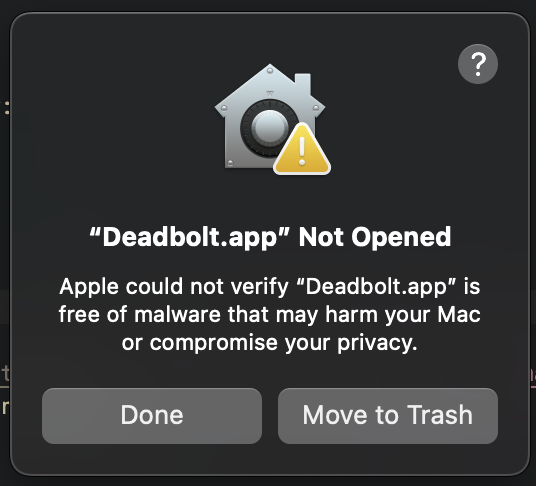 ?
“Deadbolt.app” Not Opened
Apple could not verify “Deadbolt.app” is
free of malware that may harm your Mac
or compromise your privacy.
Done
Move to Trash